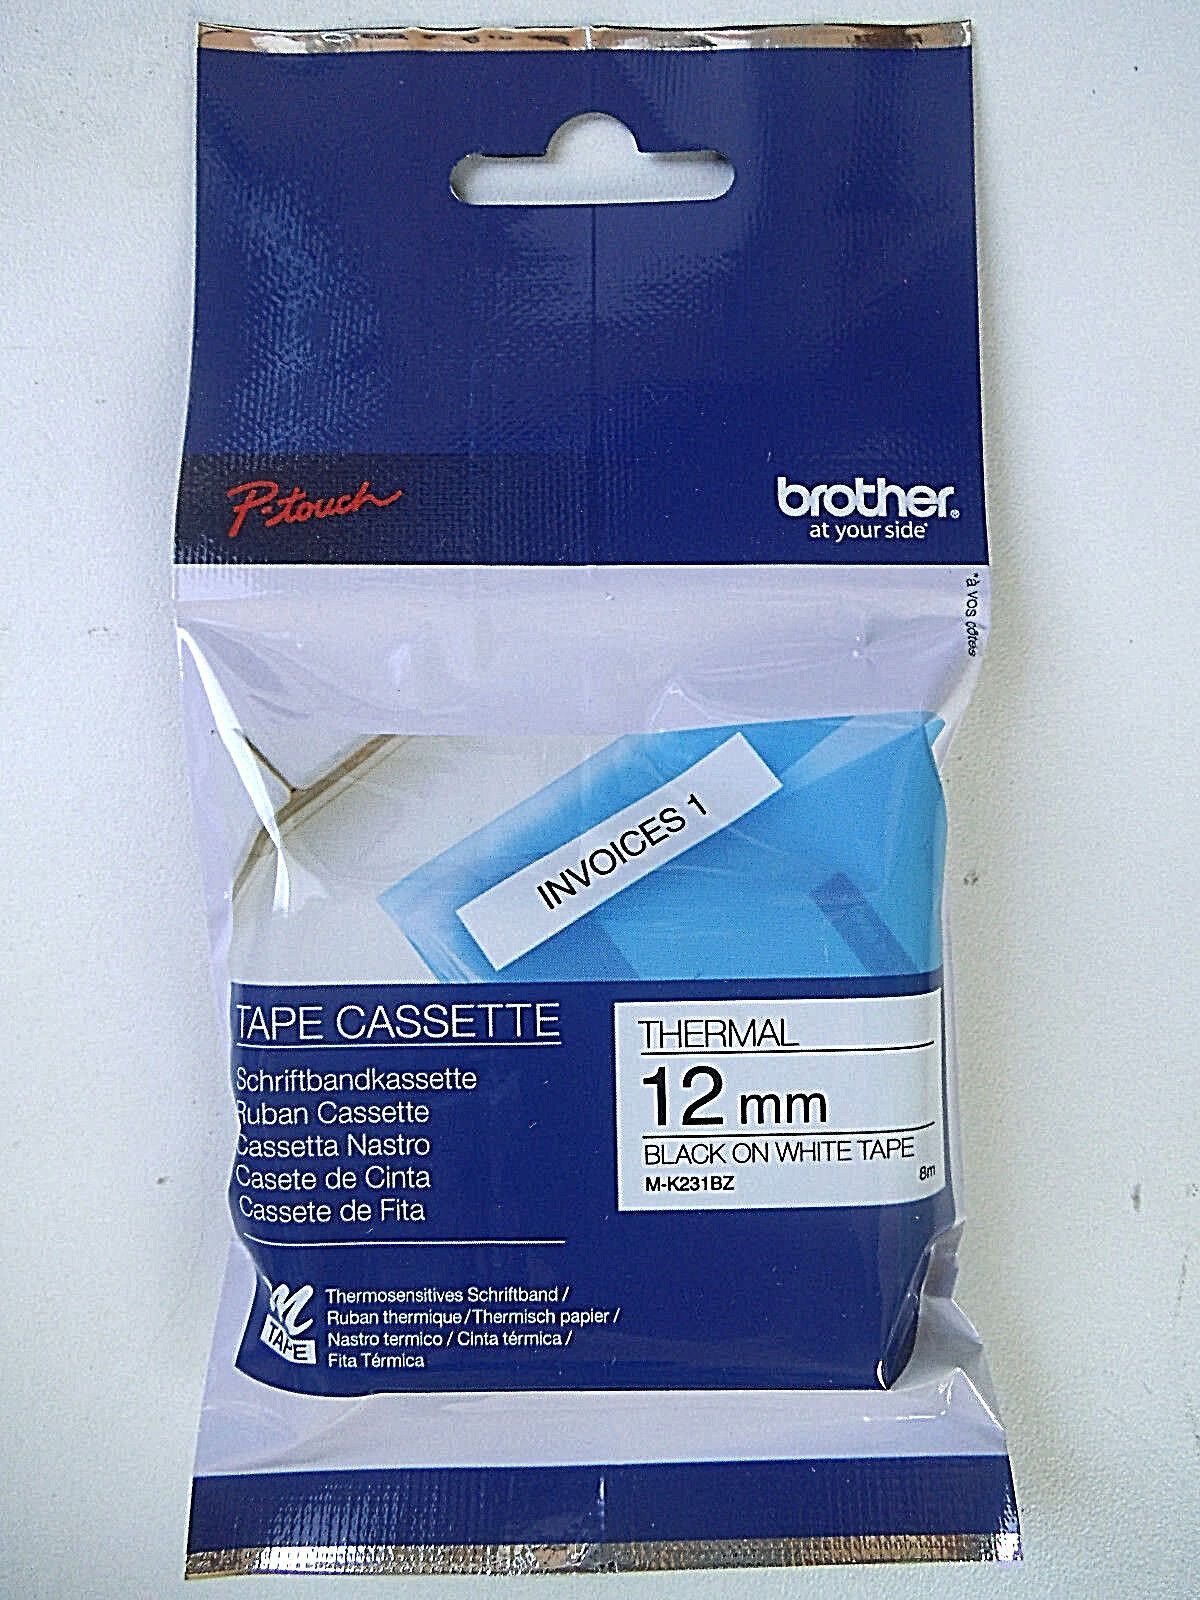 P-touch
brother®
at your side*
*à vos côtés
INVOICES 1
TAPE CASSETTE
Schriftbandkassette
Ruban Cassette
Cassetta Nastro
Casete de Cinta
Cassete de Fita
THERMAL
12 mm
BLACK ON WHITE TAPE
8m
M-K231BZ
M
TAPE
Thermosensitives Schriftband /
Ruban thermique / Thermisch papier /
Nastro termico / Cinta térmica /
Fita Térmica